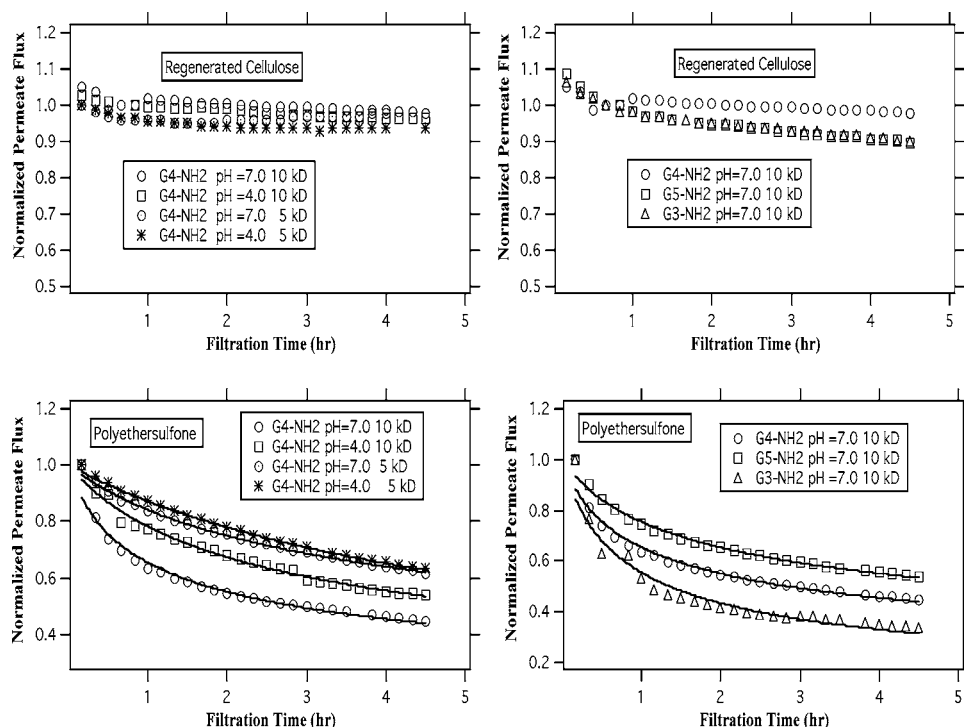 Normalized Permeate Flux
1.2
1.1
1.0
0.9
0.8
0.7
0.6
0.5
Regenerated Cellulose
G4-NH2 pH =7.0 10 kD
G4-NH2 pH =4.0 10 kD
G4-NH2 pH =7.0 5 kD
G4-NH2 pH =4.0 5 kD
1 2 3 4 5
Filtration Time (hr)
Normalized Permeate Flux
1.2
1.1
1.0
0.9
0.8
0.7
0.6
0.5
Regenerated Cellulose
G4-NH2 pH=7.0 10 kD
G5-NH2 pH=7.0 10 kD
G3-NH2 pH=7.0 10 kD
1 2 3 4 5
Filtration Time (hr)
Normalized Permeate Flux
1.2
1.0
0.8
0.6
0.4
Polyethersulfone
G4-NH2 pH=7.0 10 kD
G4-NH2 pH=4.0 10 kD
G4-NH2 pH=7.0 5 kD
G4-NH2 pH=4.0 5 kD
1 2 3 4 5
Filtration Time (hr)
Normalized Permeate Flux
1.2
1.0
0.8
0.6
0.4
0.2
Polyethersulfone
G4-NH2 pH =7.0 10 kD
G5-NH2 pH =7.0 10 kD
G3-NH2 pH =7.0 10 kD
1 2 3 4 5
Filtration Time (hr)